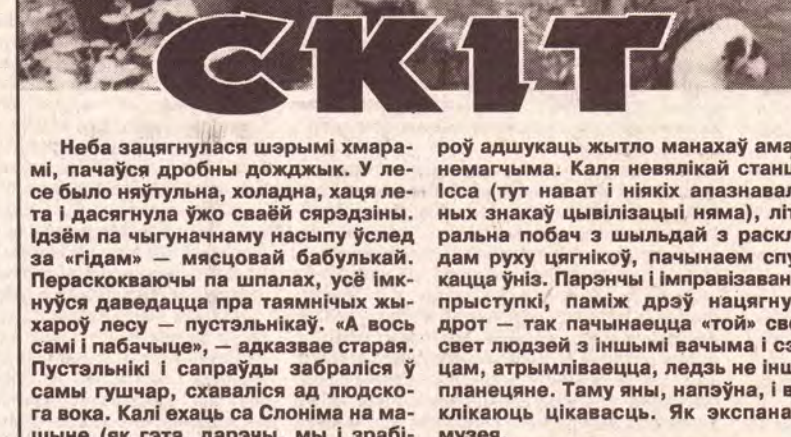 СКІТ
Неба зацягнулася шэрымі хмара-
мі, пачаўся дробны дожджык. У ле-
се было няўтульна, холадна, хаця ле-
та і дасягнула ўжо сваёй сярэдзіны.
Ідзём па чыгуначнаму насыпу ўслед
за «гідам» — мясцовай бабулькай.
Пераскокваючы па шпалах, усё імк-
нуўся даведацца пра таямнічых жы-
хароў лесу — пустэльнікаў. «А вось
самі і пабачыце», — адказвае старая.
Пустэльнікі і сапраўды забраліся ў
самы гушчар, схаваліся ад людско-
га вока. Калі ехаць са Слоніма на ма-
шыне (як гэта, дарэчы, мы і зрабі-
роў адшукаць жытло манахаў ама
немагчыма. Каля невялікай станц
Ісса (тут нават і ніякіх апазнавал
ных знакаў цывілізацыі няма), літ
ральна побач з шыльдай з раскл
дам руху цягнікоў, пачынаем спу
кацца ўніз. Парэнчы і імправізаван
прыступкі, паміж дрэў нацягну
дрот — так пачынаецца «той» све
свет людзей з іншымі вачыма і сэ
цам, атрымліваецца, ледзь не інш
планецяне. Таму яны, напэўна, і в
клікаюць цікавасць. Як экспана
музея